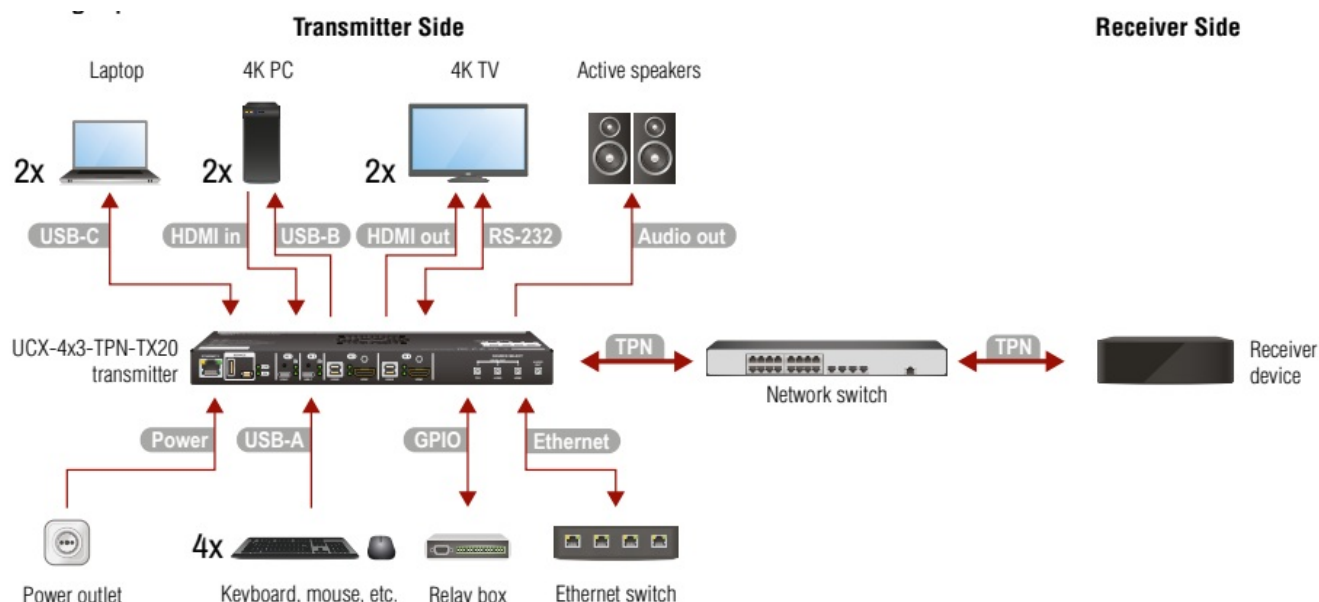 Transmitter Side
Receiver Side
Laptop
4K PC
4K TV
Active speakers
2x
2x
2x
USB-C
HDMI in
USB-B
HDMI out
RS-232
Audio out
UCX-4x3-TPN-TX20
transmitter
TPN
TPN
Network switch
Receiver
device
Power
USB-A
GPIO
Ethernet
4x
Power outlet
Keyboard, mouse, etc.
Relay box
Ethernet switch